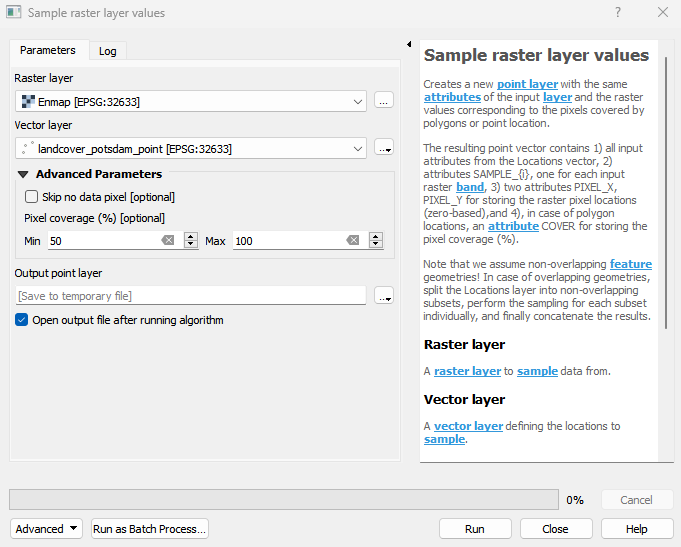 Sample raster layer values
Parameters
Log
Raster layer
Enmap [EPSG:32633]
...
Vector layer
landcover_potsdam_point [EPSG:32633]
...
Advanced Parameters
Skip no data pixel [optional]
Pixel coverage (%) [optional]
Min
50
Max
100
Output point layer
[Save to temporary file]
...
Open output file after running algorithm
Sample raster layer values
Creates a new point layer with the same
attributes of the input layer and the raster
values corresponding to the pixels covered by
polygons or point location.
The resulting point vector contains 1) all input
attributes from the Locations vector, 2)
attributes SAMPLE_{i}, one for each input
raster band, 3) two attributes PIXEL_X,
PIXEL_Y for storing the raster pixel locations
(zero-based),and 4), in case of polygon
locations, an attribute COVER for storing the
pixel coverage (%).
Note that we assume non-overlapping feature
geometries! In case of overlapping geometries,
split the Locations layer into non-overlapping
subsets, perform the sampling for each subset
individually, and finally concatenate the results.
Raster layer
A raster layer to sample data from.
Vector layer
A vector layer defining the locations to
sample.
0%
Cancel
Advanced
Run as Batch Process...
Run
Close
Help